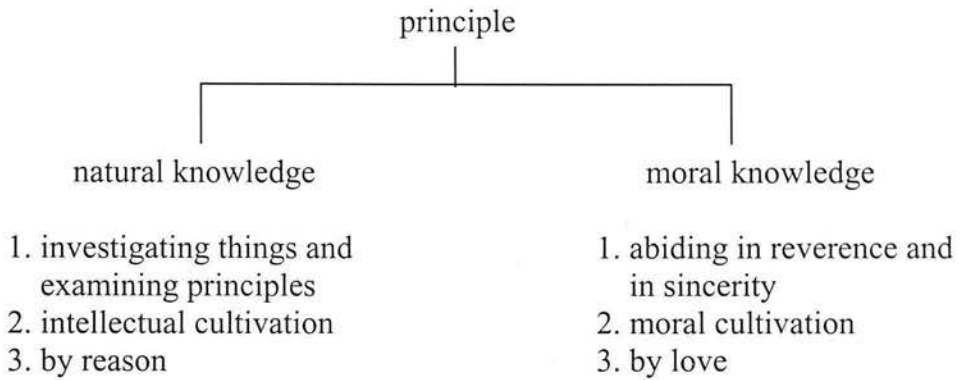 principle
natural knowledge
1. investigating things and
examining principles
2. intellectual cultivation
3. by reason
moral knowledge
1. abiding in reverence and
in sincerity
2. moral cultivation
3. by love